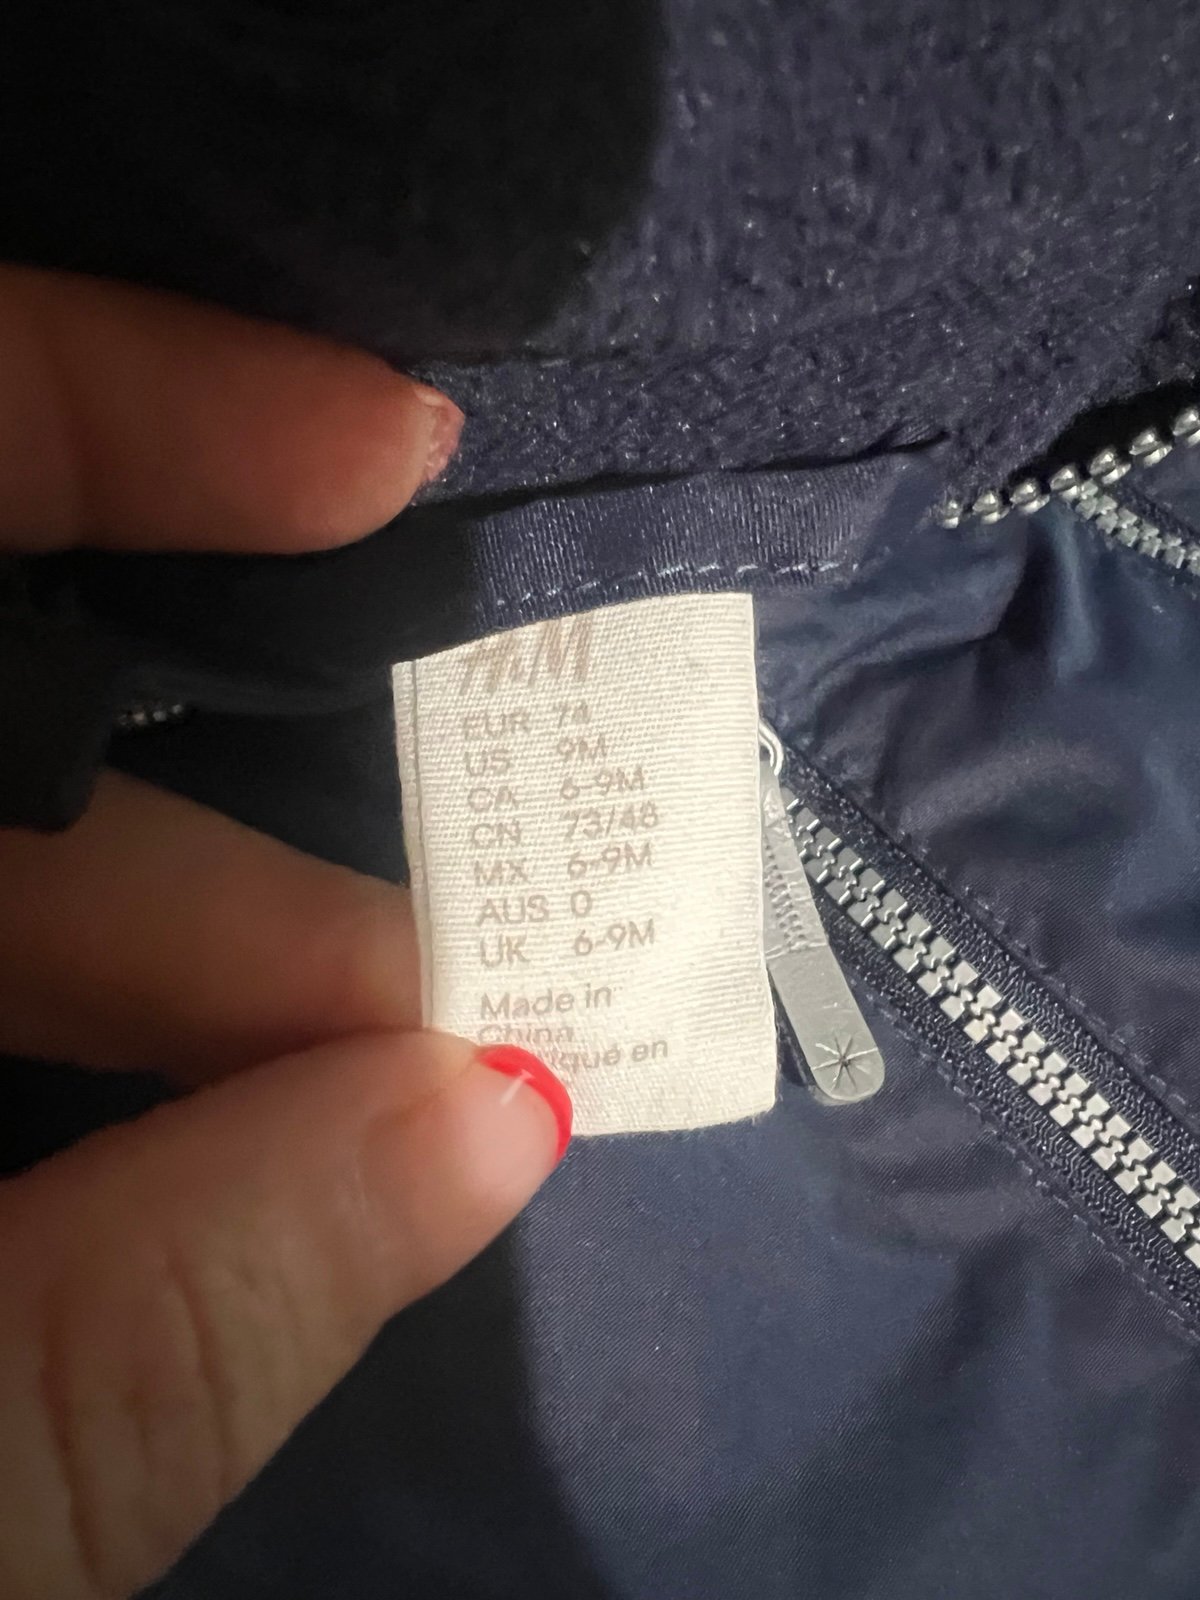 H&M
EUR 74
US 9M
CA 6-9M
CN 73/48
MX 6-9M
AUS 0
UK 6-9M
Made in
China
en